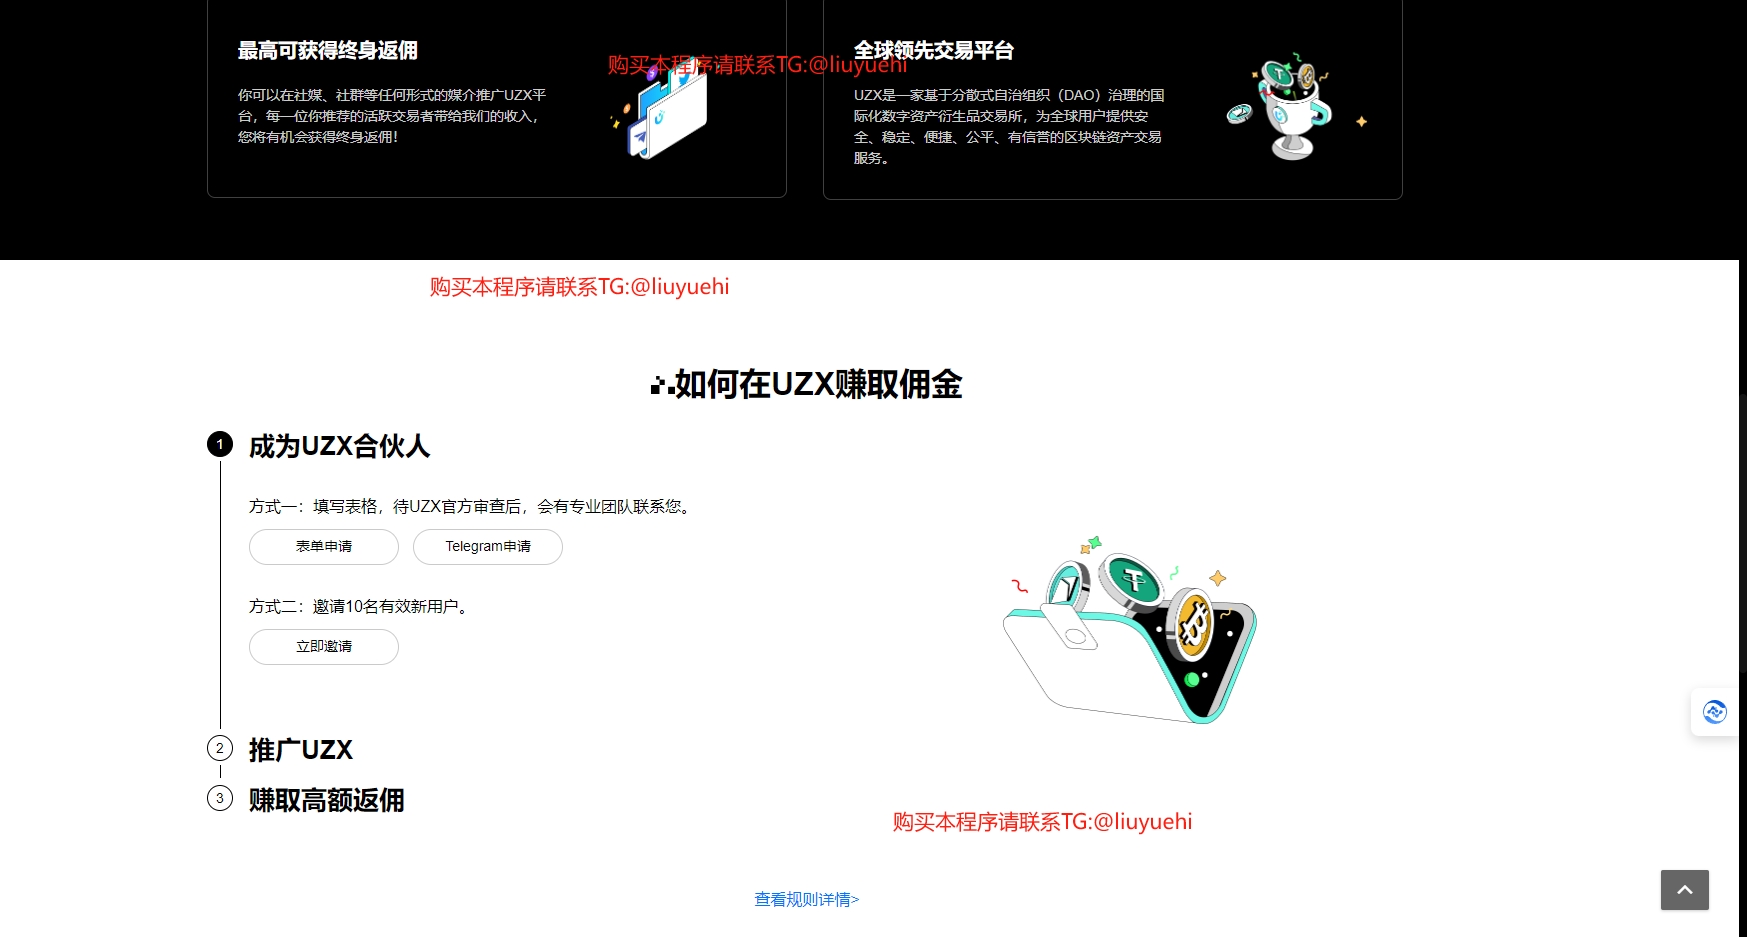 最高可获得终身返佣
你可以在社媒、社群等任何形式的媒介推广UZX平
台，每一位你推荐的活跃交易者带给我们的收入，
您将有机会获得终身返佣！
购买本程序请联系TG:@liuyuehi
全球领先交易平台
UZX是一家基于分散式自治组织（DAO）治理的国
际化数字资产衍生品交易所，为全球用户提供安
全、稳定、便捷、公平、有信誉的区块链资产交易
服务。
购买本程序请联系TG:@liuyuehi
如何在UZX赚取佣金
1 成为UZX合伙人
方式一：填写表格，待UZX官方审查后，会有专业团队联系您。
表单申请 Telegram申请
方式二：邀请10名有效新用户。
立即邀请
2 推广UZX
3 赚取高额返佣
购买本程序请联系TG:@liuyuehi
查看规则详情>